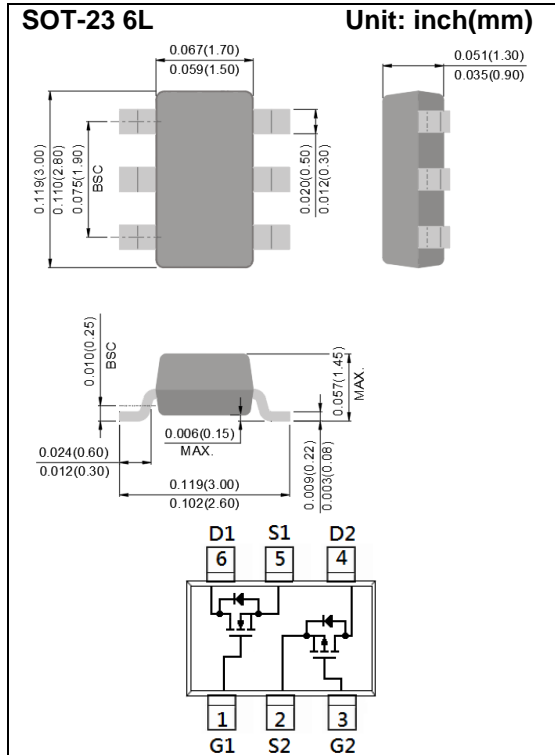 SOT-23 6L Unit: inch(mm)
0.067(1.70)
0.059(1.50)
0.051(1.30)
0.035(0.90)
0.119(3.00)
0.110(2.80)
0.075(1.90)
BSC
0.020(0.50)
0.012(0.30)
0.010(0.25)
BSC
0.057(1.45)
MAX.
0.006(0.15)
MAX.
0.024(0.60)
0.012(0.30)
0.119(3.00)
0.102(2.60)
0.009(0.22)
0.003(0.08)
D1 S1 D2
6 5 4
1 2 3
G1 S2 G2